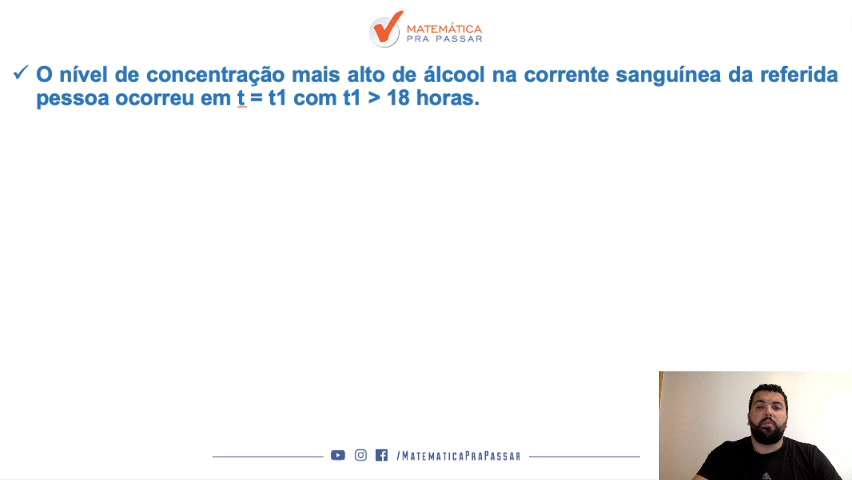 MATEMÁTICA
PRA PASSAR
✓ O nível de concentração mais alto de álcool na corrente sanguínea da referida
pessoa ocorreu em t = t1 com t1 > 18 horas.
/MATEMATICAPRAPASSAR